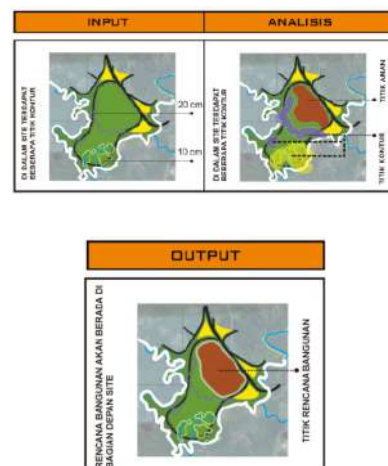 INPUT
ANALISIS
DI DALAM SITE TERDAPAT
BEBERAPA TITIK KONTUR
20 cm
10 cm
DI DALAM SITE TERDAPAT
BEBERAPA TITIK KONTUR
TITIK AMAN
TITIK KONTUR
OUTPUT
RENCANA BANGUNAN AKAN BERADA DI
BAGIAN DEPAN SITE
TITIK RENCANA BANGUNAN